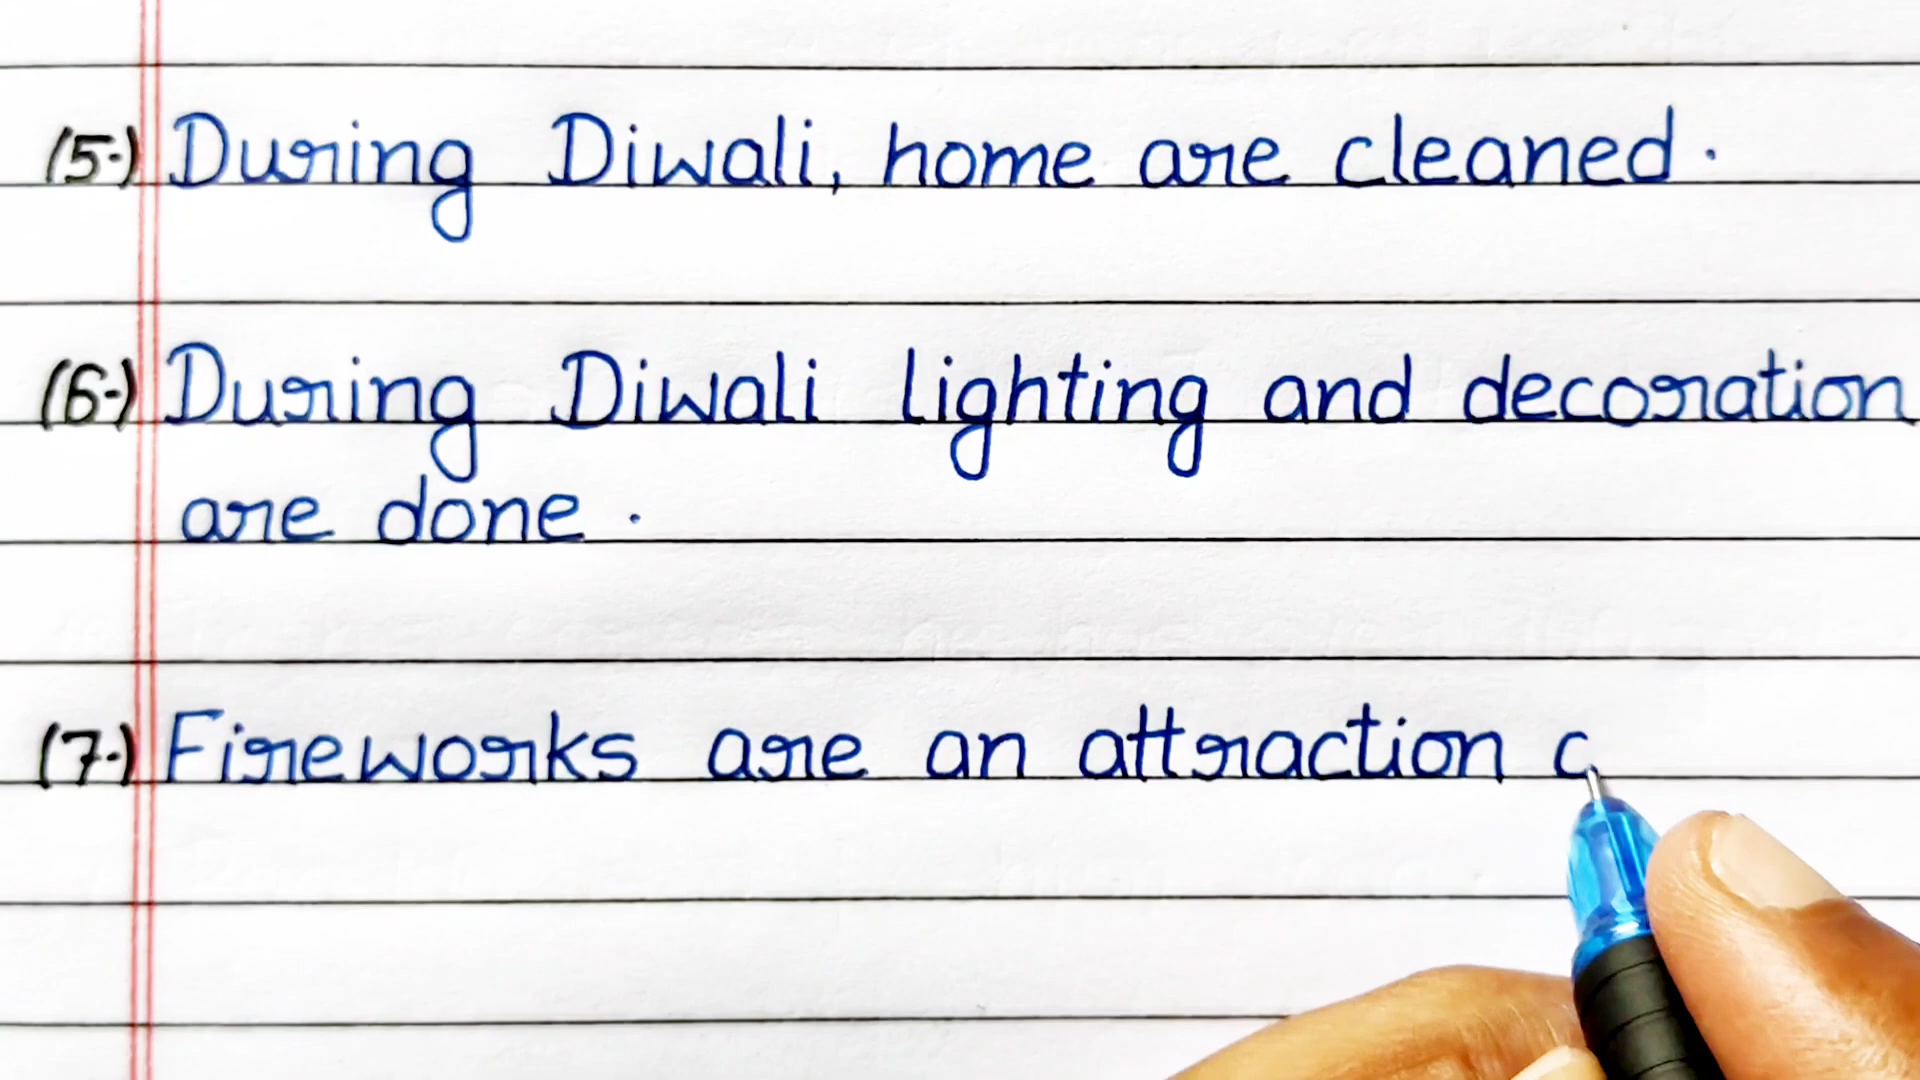 (5.) During Diwali, home are cleaned.
(6.) During Diwali lighting and decoration
are done.
(7.) Fireworks are an attraction